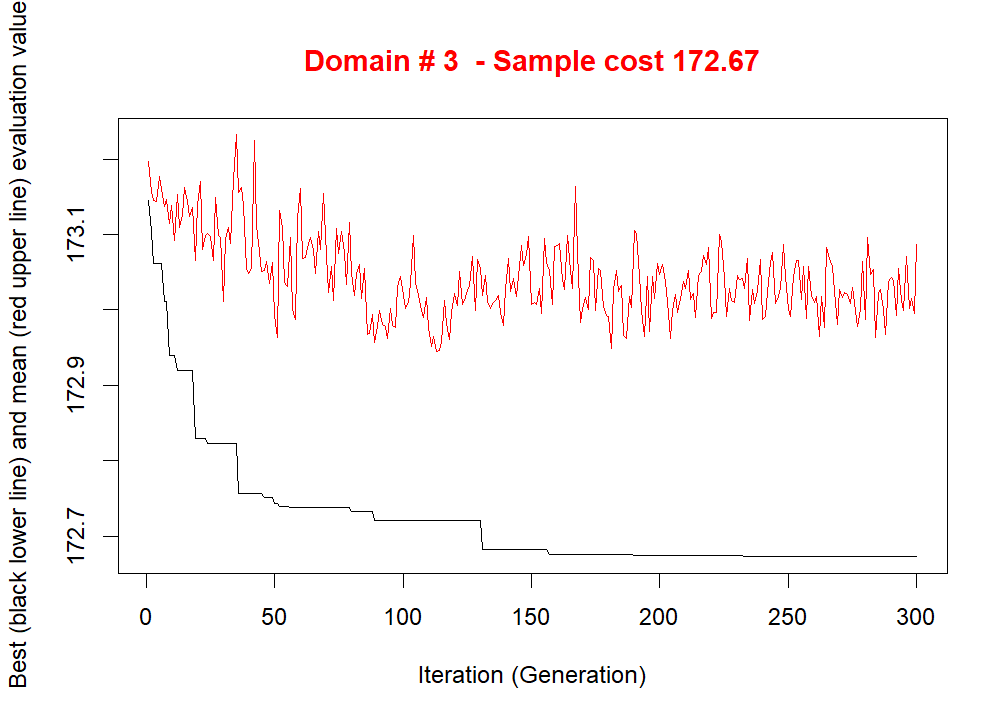 Domain # 3  - Sample cost 172.67
Best (black lower line) and mean (red upper line) evaluation value
173.1
172.9
172.7
0 50 100 150 200 250 300
Iteration (Generation)